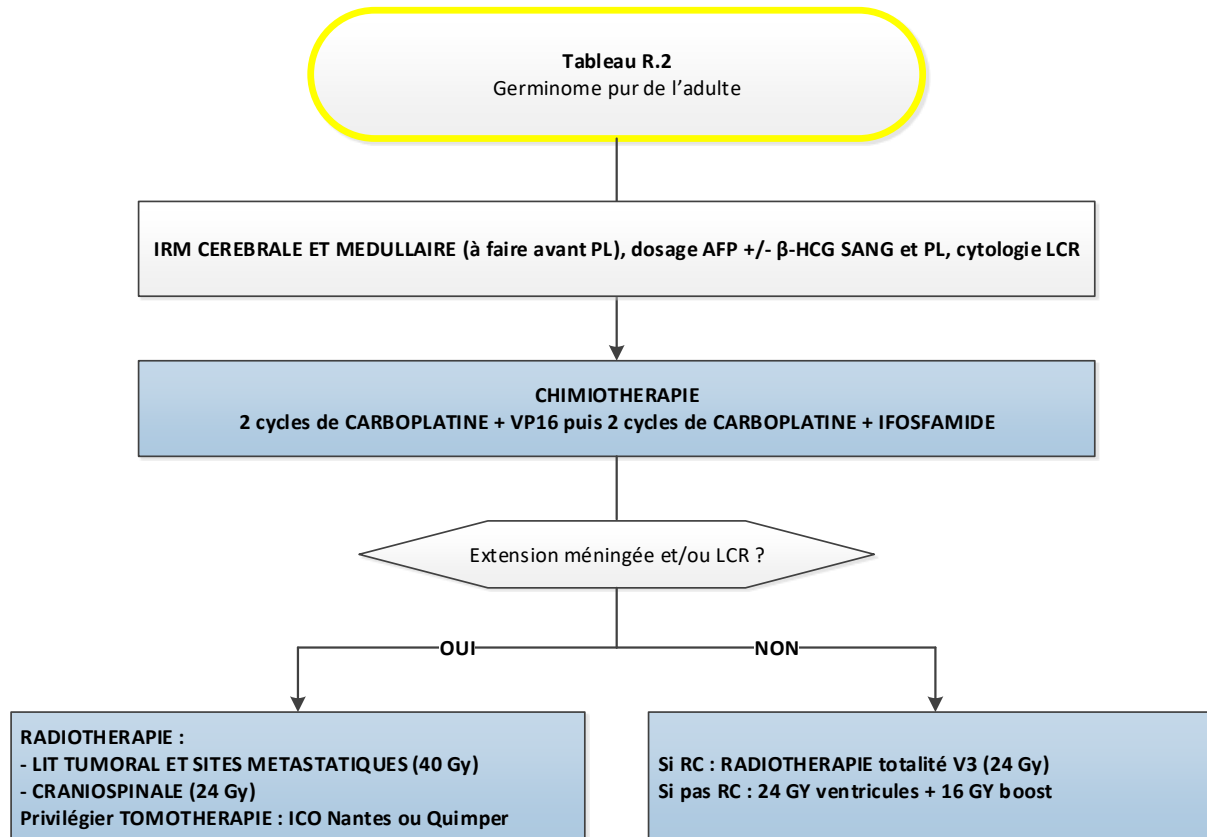 Tableau R.2
Germinome pur de l'adulte
IRM CEREBRALE ET MEDULLAIRE (à faire avant PL), dosage AFP +/- β-HCG SANG et PL, cytologie LCR
CHIMIOTHERAPIE
2 cycles de CARBOPLATINE + VP16 puis 2 cycles de CARBOPLATINE + IFOSFAMIDE
Extension méningée et/ou LCR ?
OUI
NON
RADIOTHERAPIE :
- LIT TUMORAL ET SITES METASTATIQUES (40 Gy)
- CRANIOSPINALE (24 Gy)
Privilégier TOMOTHERAPIE : ICO Nantes ou Quimper
Si RC : RADIOTHERAPIE totalité V3 (24 Gy)
Si pas RC : 24 GY ventricules + 16 GY boost